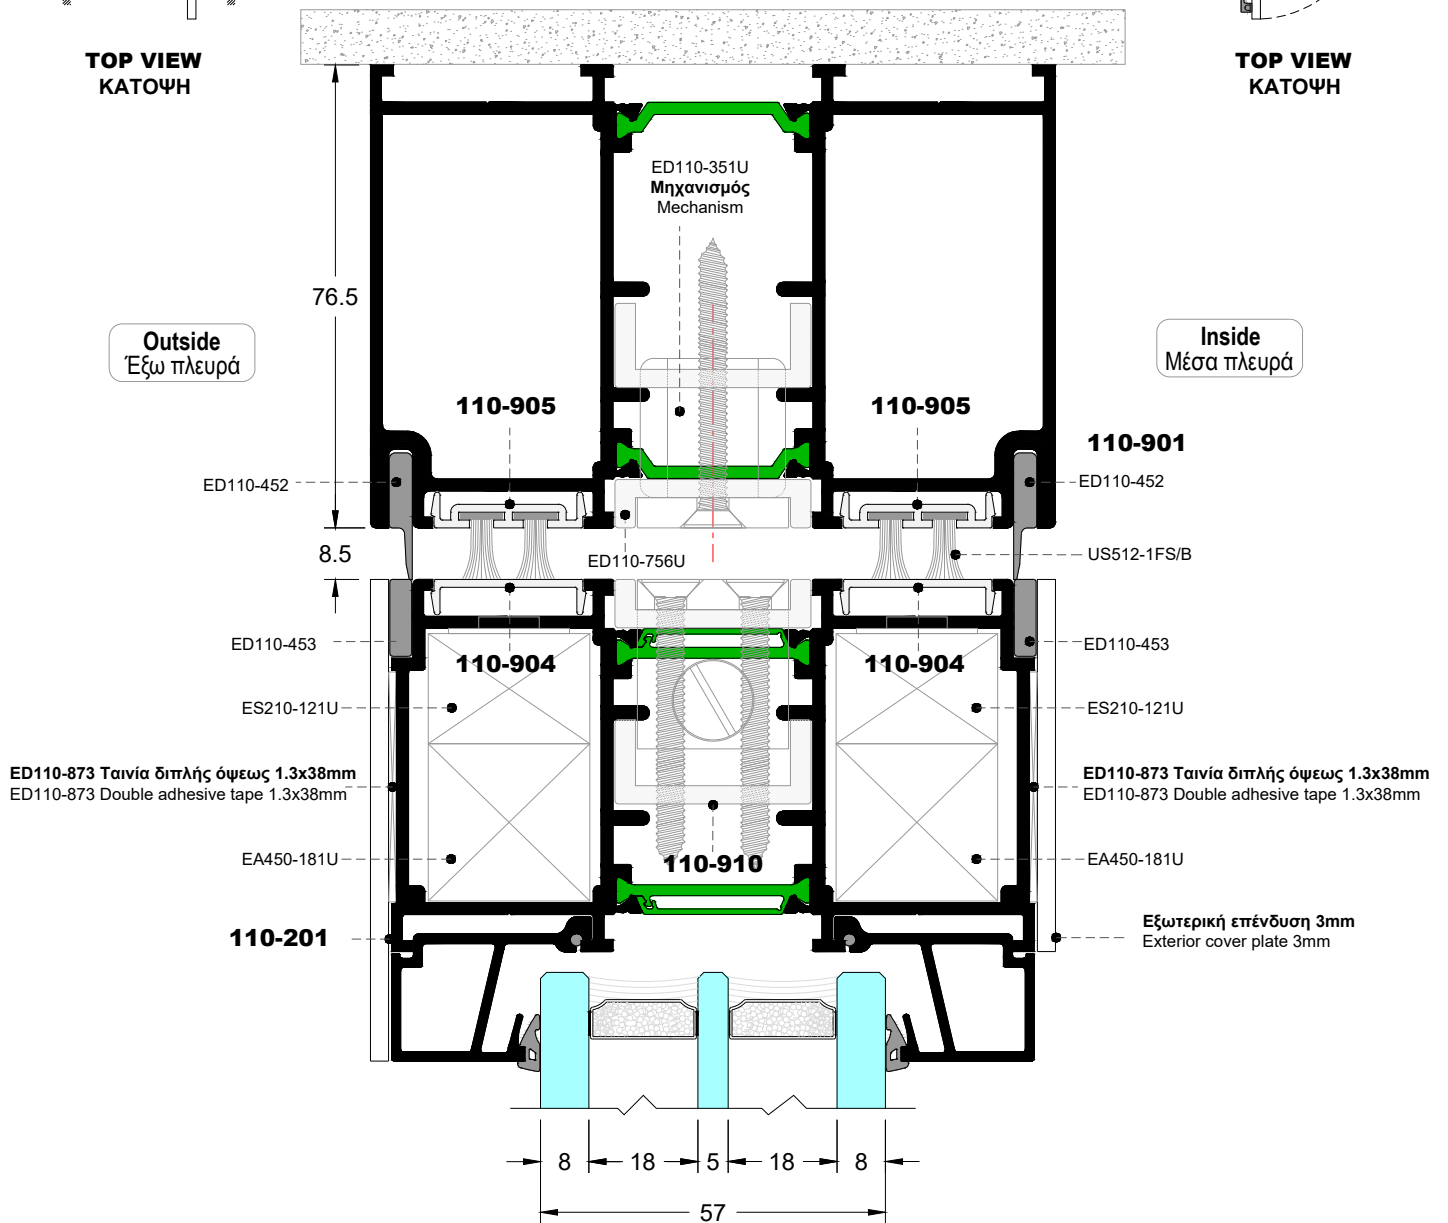 TOP VIEW
ΚΑΤΟΨΗ
TOP VIEW
ΚΑΤΟΨΗ
ED110-351U
Μηχανισμός
Mechanism
76.5
Outside
Έξω πλευρά
Inside
Μέσα πλευρά
110-905
110-905
110-901
ED110-452
ED110-452
8.5
ED110-756U
US512-1FS/B
ED110-453
ED110-453
110-904
110-904
ES210-121U
ES210-121U
ED110-873 Ταινία διπλής όψεως 1.3x38mm
ED110-873 Double adhesive tape 1.3x38mm
ED110-873 Ταινία διπλής όψεως 1.3x38mm
ED110-873 Double adhesive tape 1.3x38mm
EA450-181U
EA450-181U
110-910
110-201
Εξωτερική επένδυση 3mm
Exterior cover plate 3mm
8
18
5
18
8
57